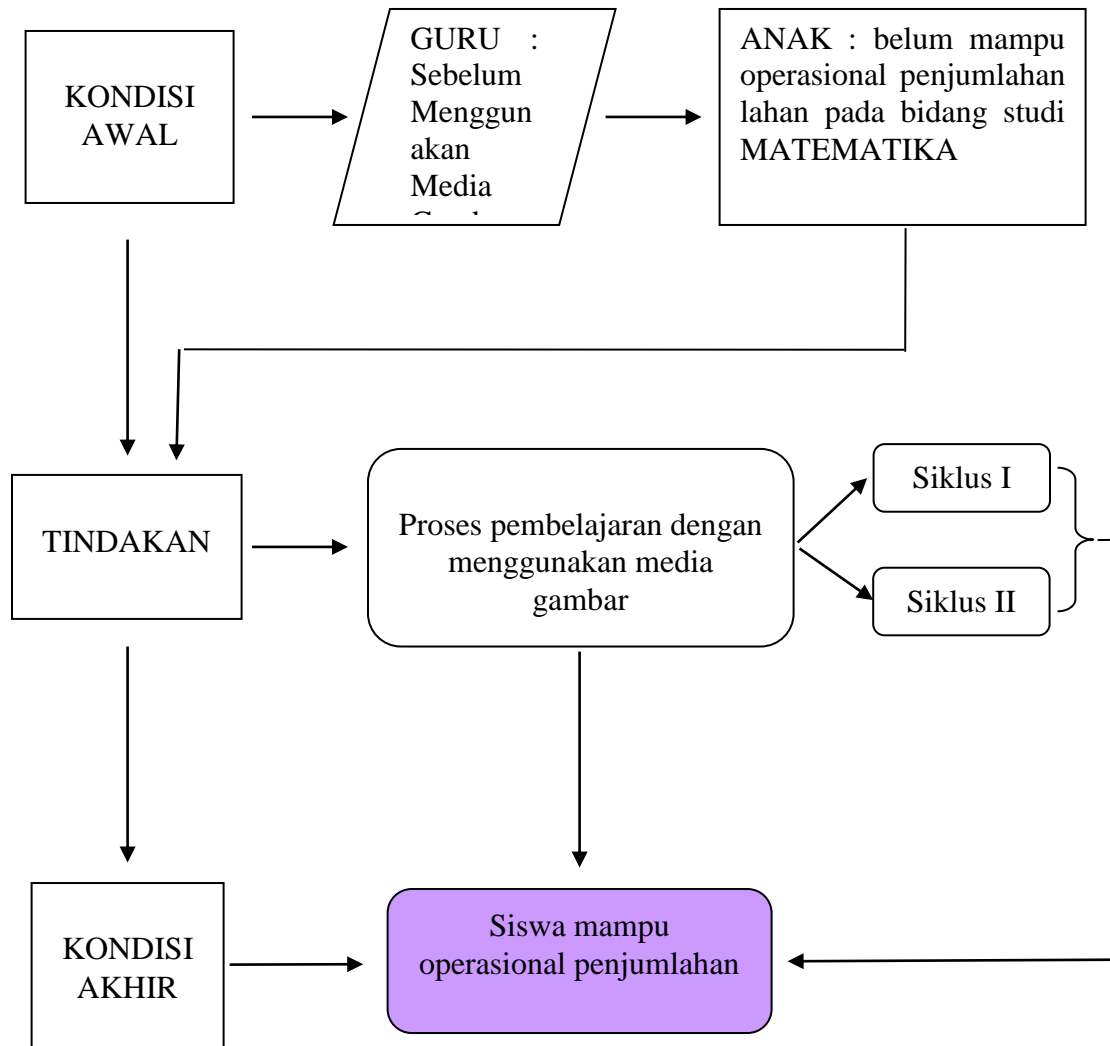 KONDISI
AWAL
GURU :
Sebelum
Menggun
akan
Media
ANAK : belum mampu
operasional penjumlahan
lahan pada bidang studi
MATEMATIKA
TINDAKAN
Proses pembelajaran dengan
menggunakan media
gambar
Siklus I
Siklus II
KONDISI
AKHIR
Siswa mampu
operasional penjumlahan